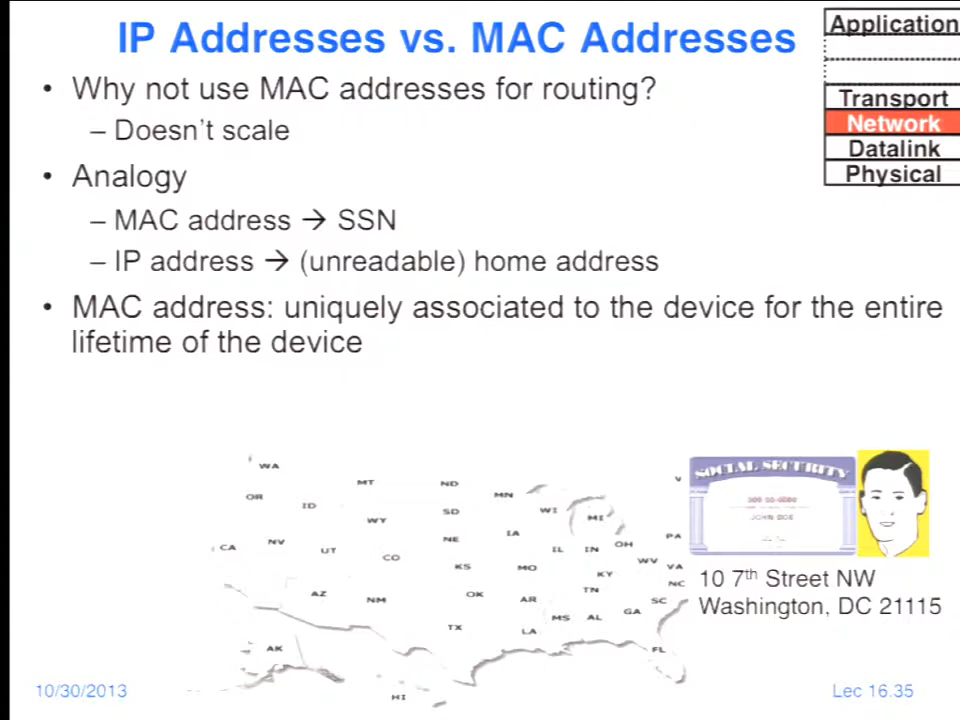 IP Addresses vs. MAC Addresses
Application
Transport
Network
Datalink
Physical
• Why not use MAC addresses for routing?
– Doesn't scale
• Analogy
– MAC address → SSN
– IP address → (unreadable) home address
• MAC address: uniquely associated to the device for the entire
lifetime of the device
WA
MT
ND
MN
OR
ID
WY
SD
WI
MI
CA
NV
UT
CO
NE
IA
IL
IN
OH
PA
WV
VA
KS
MO
KY
NC
AZ
NM
OK
AR
TN
SC
TX
LA
MS
AL
GA
FL
AK
HI
SOCIAL SECURITY
JOHN DOE
10 7th Street NW
Washington, DC 21115
10/30/2013
Lec 16.35